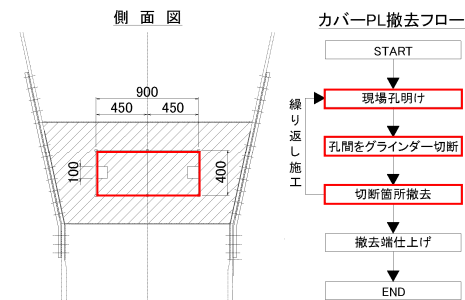 側面図
900
450
450
100
400
カバーPL撤去フロー
START
現場孔明け
孔間をグラインダー切断
切断箇所撤去
繰り返し施工
撤去端仕上げ
END